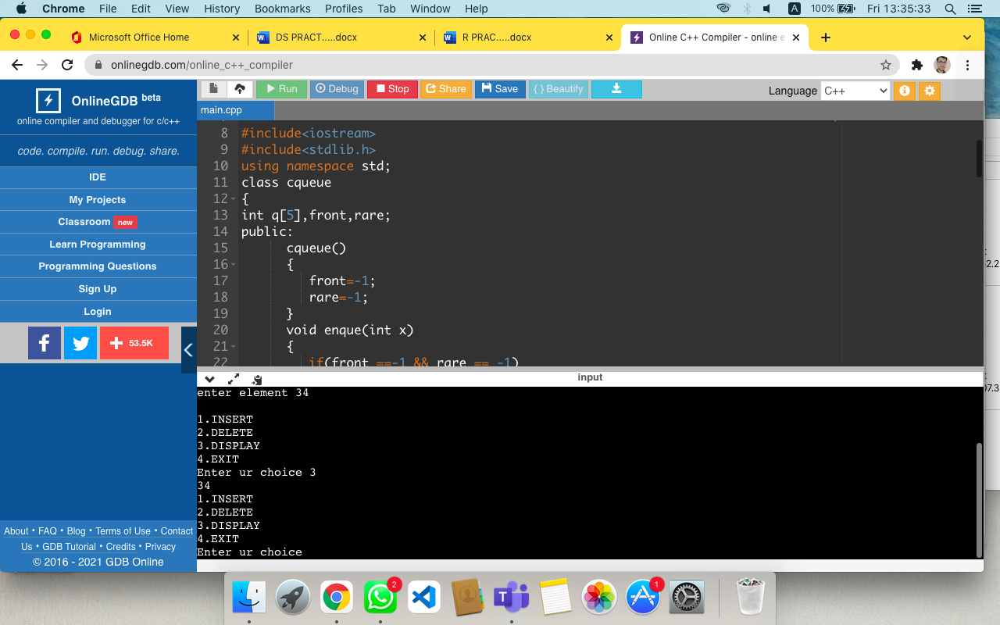 Chrome File Edit View History Bookmarks Profiles Tab Window Help A 100% Fri 13:35:33
Microsoft Office Home DS PRACT.....docx R PRAC.....docx Online C++ Compiler - online e
onlinegdb.com/online_c++_compiler
OnlineGDB beta
online compiler and debugger for c/c++
code. compile. run. debug. share.
IDE
My Projects
Classroom new
Learn Programming
Programming Questions
Sign Up
Login
53.5K
About • FAQ • Blog • Terms of Use • Contact
Us • GDB Tutorial • Credits • Privacy
© 2016 - 2021 GDB Online
Run Debug Stop Share Save { } Beautify Language C++
main.cpp
8 #include<iostream>
9 #include<stdlib.h>
10 using namespace std;
11 class cqueue
12 {
13 int q[5],front,rare;
14 public:
15 cqueue()
16 {
17 front=-1;
18 rare=-1;
19 }
20 void enque(int x)
21 {
22 if(front ==-1 && rare == -1)
input
enter element 34
1.INSERT
2.DELETE
3.DISPLAY
4.EXIT
Enter ur choice 3
34
1.INSERT
2.DELETE
3.DISPLAY
4.EXIT
Enter ur choice
2
1